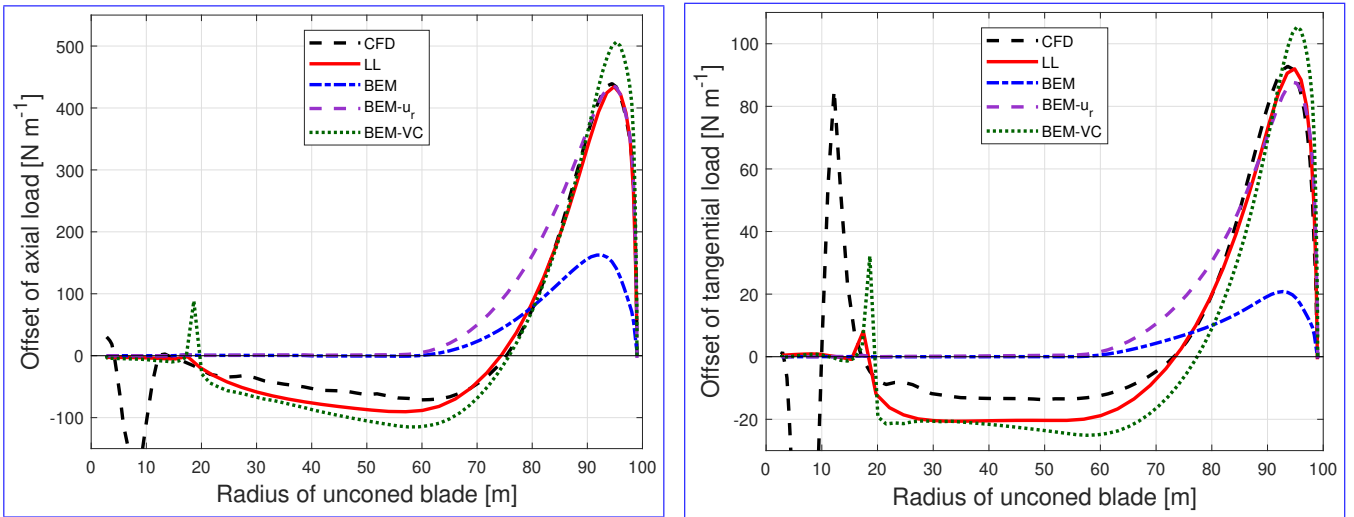 Offset of axial load [N m⁻¹]
500
400
300
200
100
0
-100
CFD
LL
BEM
BEM-uᵣ
BEM-VC
0 10 20 30 40 50 60 70 80 90 100
Radius of unconed blade [m]
Offset of tangential load [N m⁻¹]
100
80
60
40
20
0
-20
CFD
LL
BEM
BEM-uᵣ
BEM-VC
0 10 20 30 40 50 60 70 80 90 100
Radius of unconed blade [m]